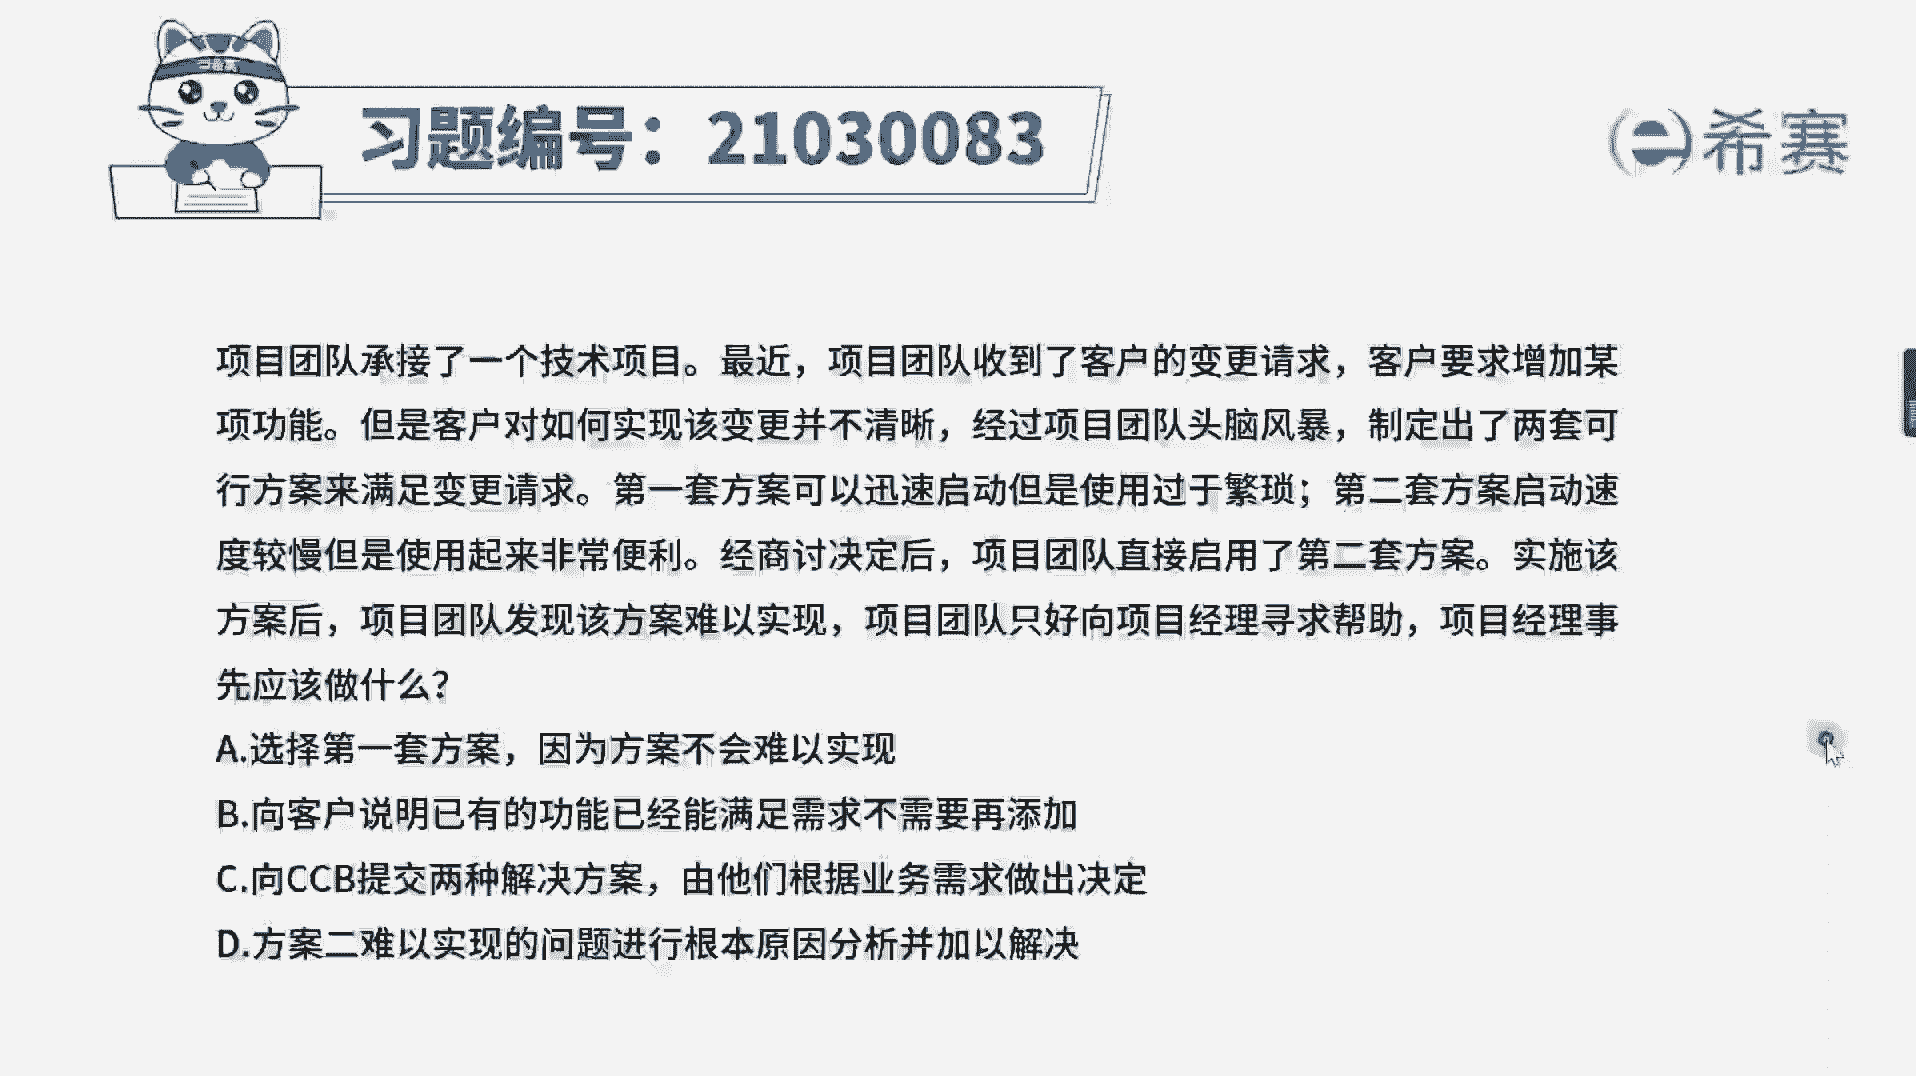 习题编号：21030083
希赛
项目团队承接了一个技术项目。最近，项目团队收到了客户的变更请求，客户要求增加某
项功能。但是客户对如何实现该变更并不清晰，经过项目团队头脑风暴，制定出了两套可
行方案来满足变更请求。第一套方案可以迅速启动但是使用过于繁琐；第二套方案启动速
度较慢但是使用起来非常便利。经商讨决定后，项目团队直接启用了第二套方案。实施该
方案后，项目团队发现该方案难以实现，项目团队只好向项目经理寻求帮助，项目经理事
先应该做什么？
A.选择第一套方案，因为方案不会难以实现
B.向客户说明已有的功能已经能满足需求不需要再添加
C.向CCB提交两种解决方案，由他们根据业务需求做出决定
D.方案二难以实现的问题进行根本原因分析并加以解决